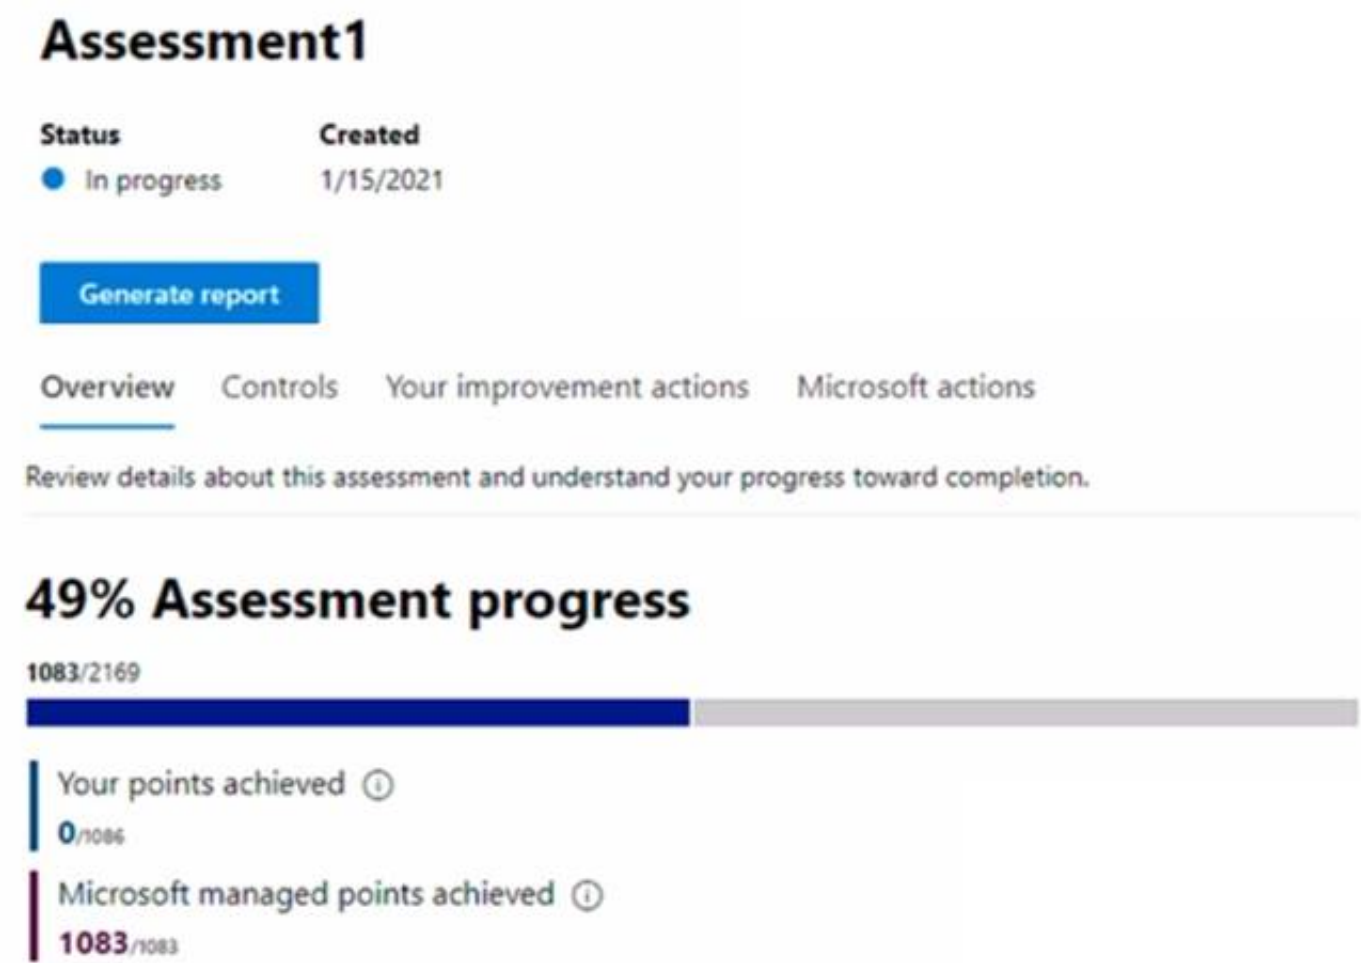 Assessment1
Status Created
In progress 1/15/2021
Generate report
Overview Controls Your improvement actions Microsoft actions
Review details about this assessment and understand your progress toward completion.
49% Assessment progress
1083/2169
Your points achieved
0/1086
Microsoft managed points achieved
1083/1083